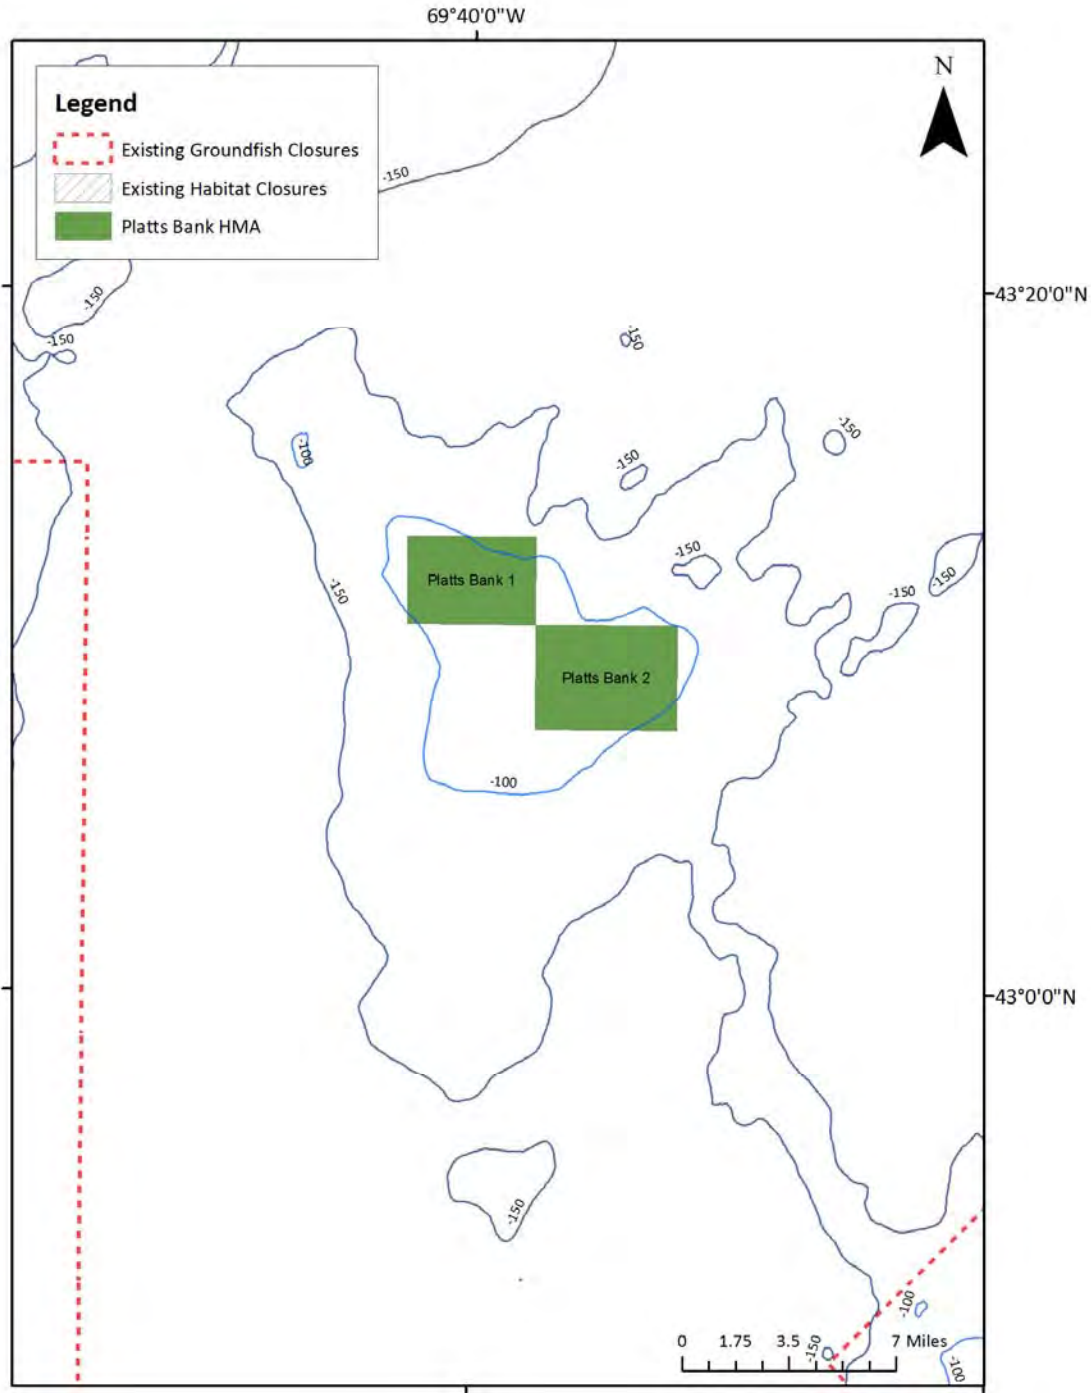 69°40'0"W
N
Legend
Existing Groundfish Closures
Existing Habitat Closures
Platts Bank HMA
-150
43°20'0"N
-150
-150
-150
-150
-100
-150
-150
-150
-150
-150
Platts Bank 1
Platts Bank 2
-100
43°0'0"N
-150
-100
0 1.75 3.5 7 Miles
-150
-100